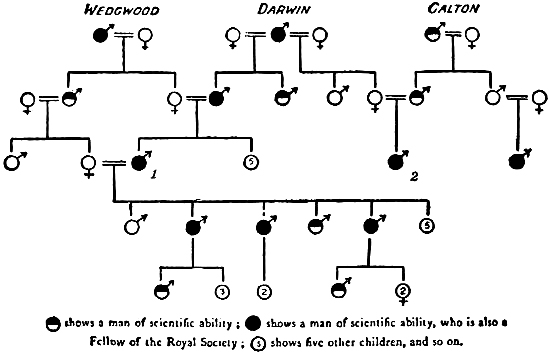 WEDGWOOD DARWIN CALTON
5
1 2
5
3 2 2
shows a man of scientific ability; shows a man of scientific ability, who is also a
Fellow of the Royal Society; 5 shows five other children, and so on.